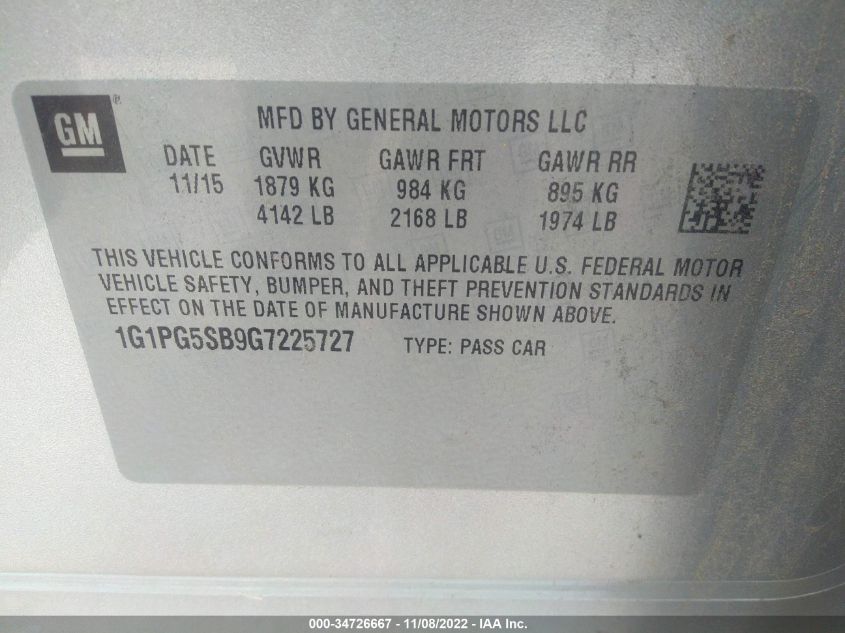 GM®
MFD BY GENERAL MOTORS LLC
DATE GVWR GAWR FRT GAWR RR
11/15 1879 KG 984 KG 895 KG
4142 LB 2168 LB 1974 LB
THIS VEHICLE CONFORMS TO ALL APPLICABLE U.S. FEDERAL MOTOR
VEHICLE SAFETY, BUMPER, AND THEFT PREVENTION STANDARDS IN
EFFECT ON THE DATE OF MANUFACTURE SHOWN ABOVE.
1G1PG5SB9G7225727 TYPE: PASS CAR
000-34726667 - 11/08/2022 - IAA Inc.